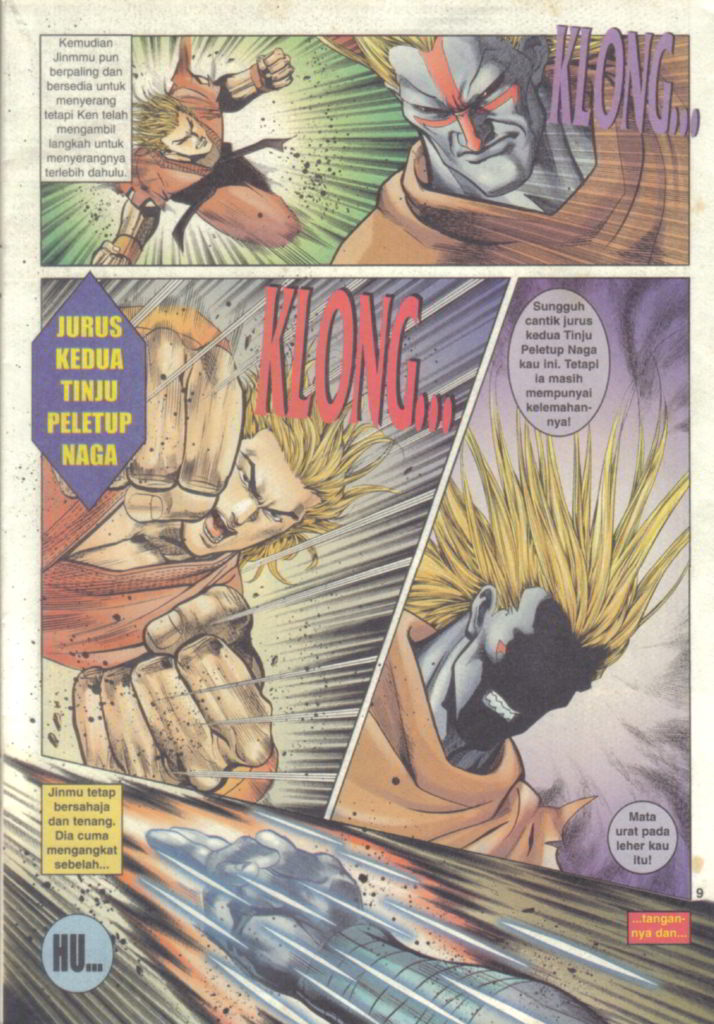 Kemudian
Jinmmu pun
berpaling dan
bersedia untuk
menyerang
tetapi Ken telah
mengambil
langkah untuk
menyerangnya
terlebih dahulu.
KLONG...
JURUS
KEDUA
TINJU
PELETUP
NAGA
KLONG...
Sungguh
cantik jurus
kedua Tinju
Peletup Naga
kau ini. Tetapi
ia masih
mempunyai
kelemahan-
nya!
Mata
urat pada
leher kau
itu!
Jinmu tetap
bersahaja
dan tenang.
Dia cuma
mengangkat
sebelah...
HU...
...tangan-
nya dan...
9